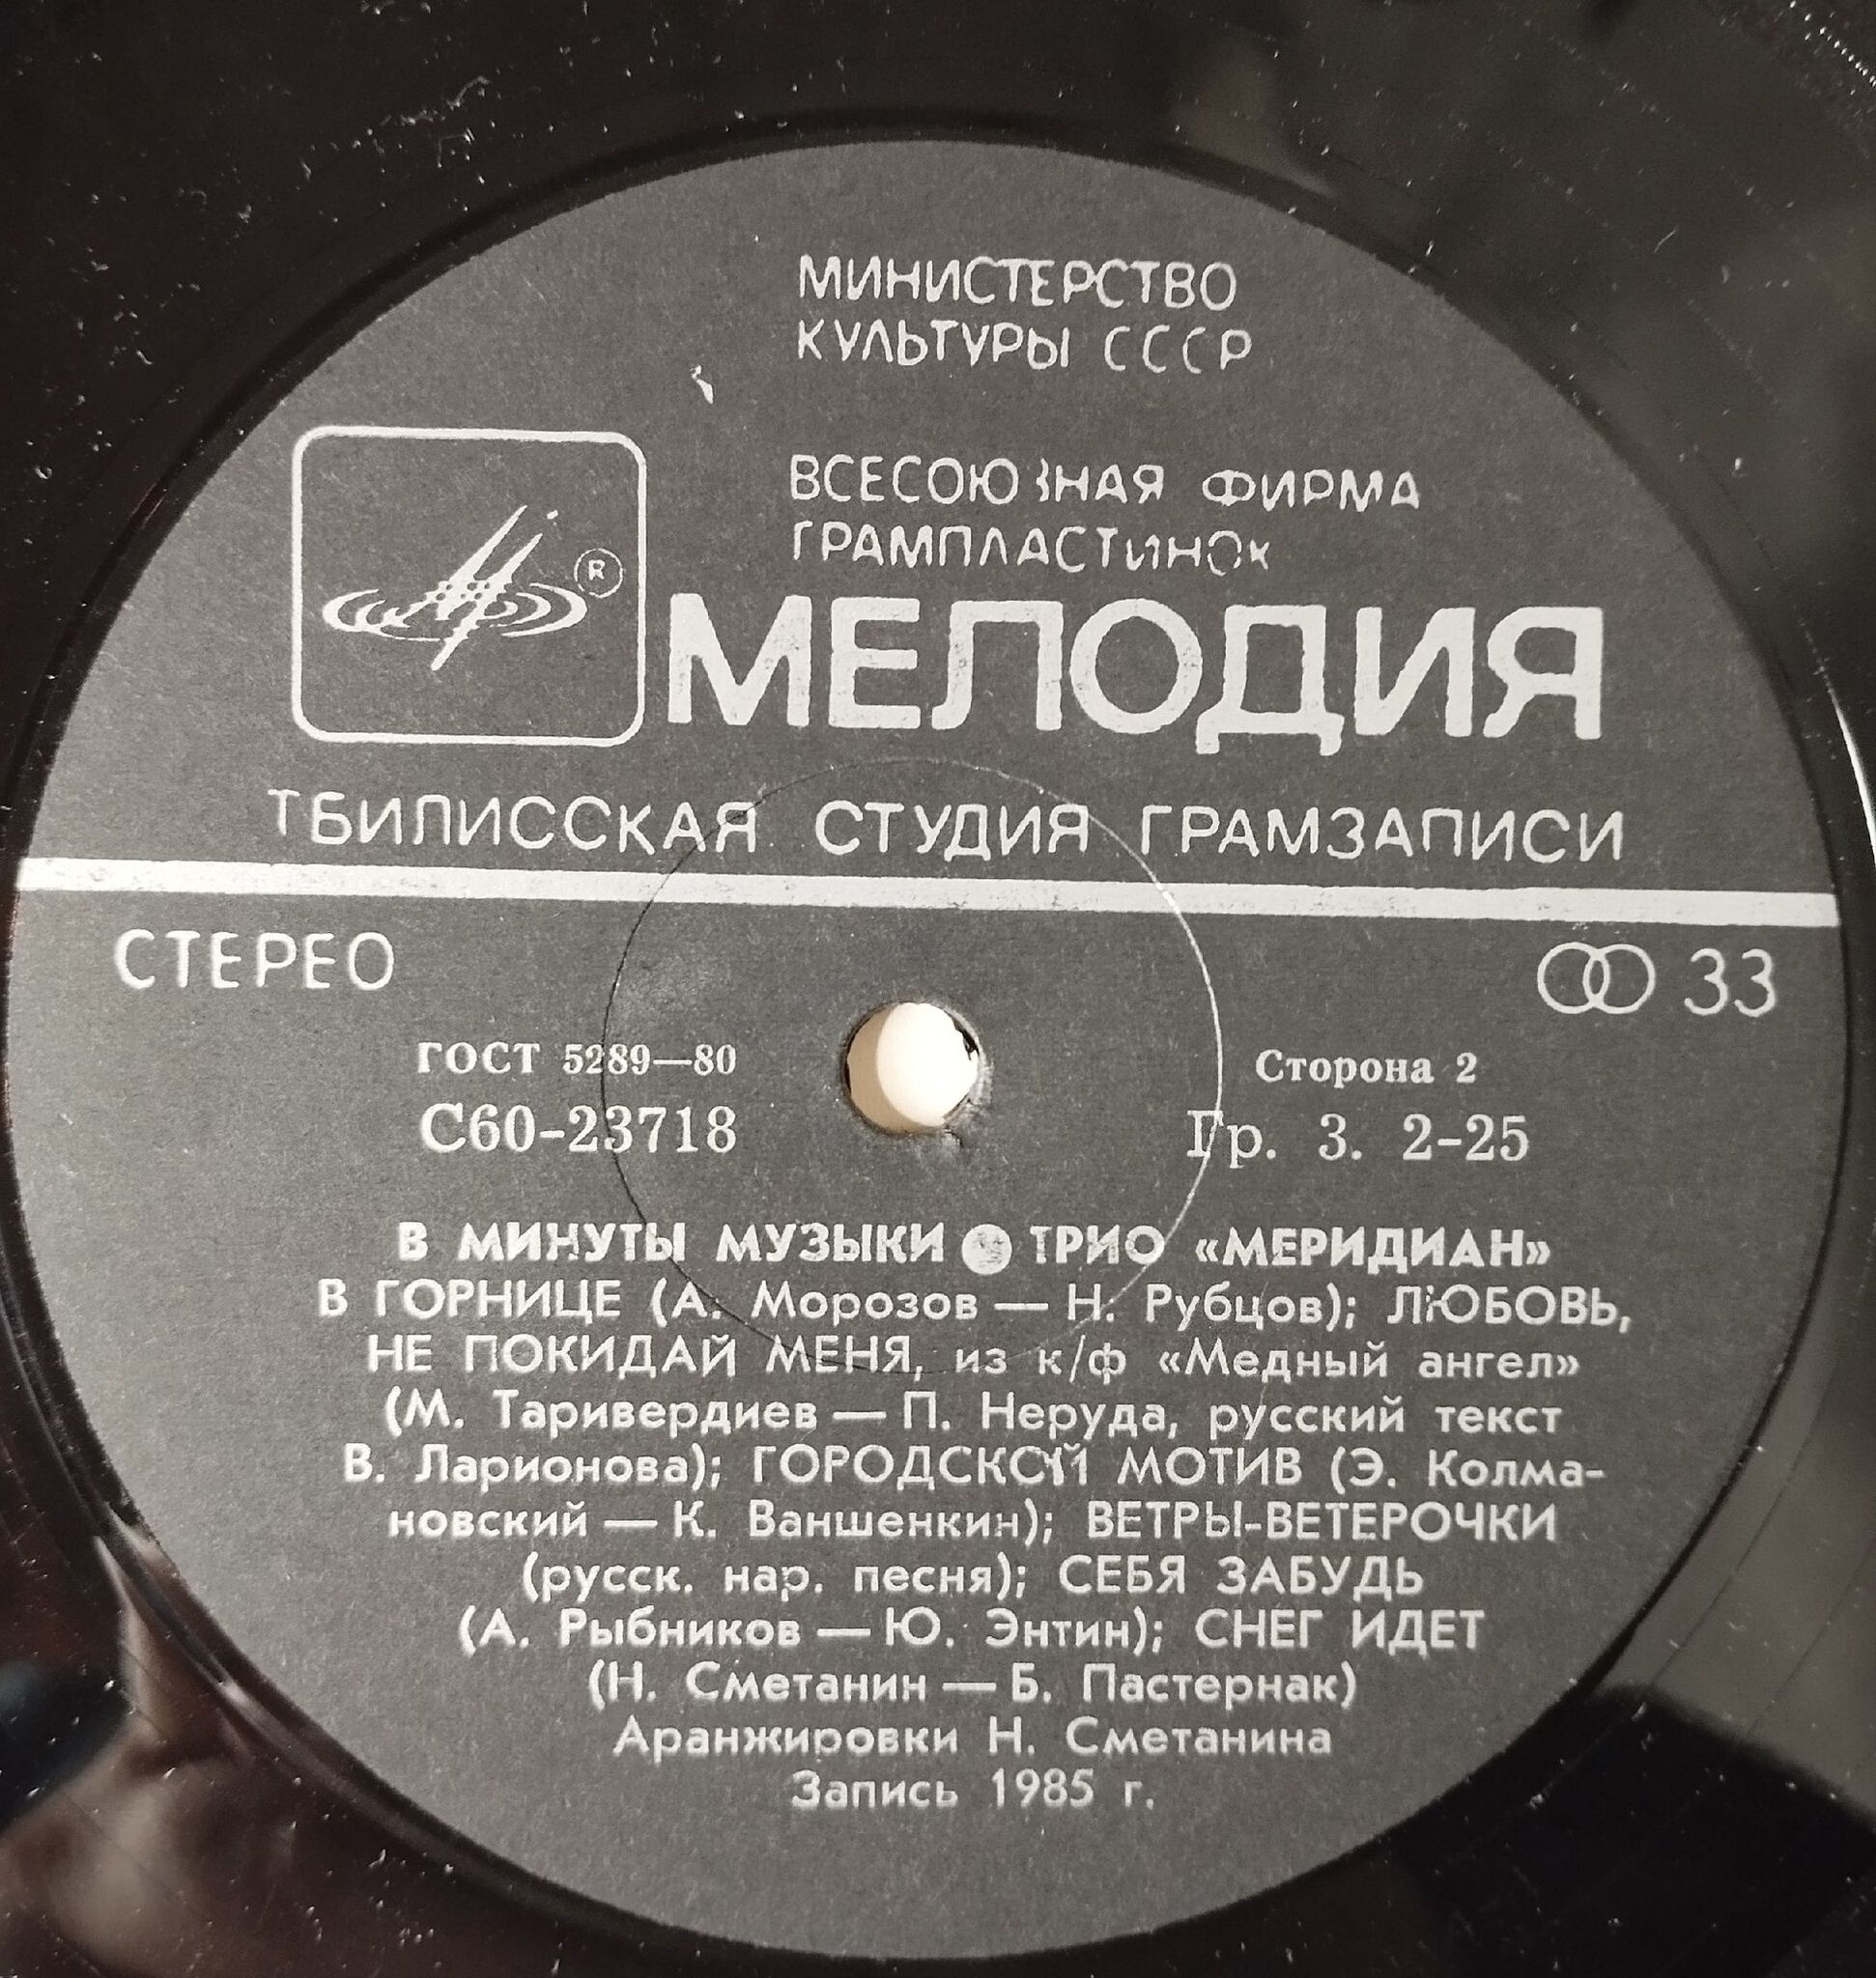 МИНИСТЕРСТВО
КУЛЬТУРЫ СССР
ВСЕСОЮЗНАЯ ФИРМА
ГРАМПЛАСТИНОК
R
МЕЛОДИЯ
ТБИЛИССКАЯ СТУДИЯ ГРАМЗАПИСИ
СТЕРЕО
33
ГОСТ 5289—80
Сторона 2
С60-23718
Гр. 3. 2-25
В МИНУТЫ МУЗЫКИ ● ТРИО «МЕРИДИАН»
В ГОРНИЦЕ (А. Морозов — Н. Рубцов); ЛЮБОВЬ,
НЕ ПОКИДАЙ МЕНЯ, из к/ф «Медный ангел»
(М. Таривердиев — П. Неруда, русский текст
В. Ларионова); ГОРОДСКОЙ МОТИВ (Э. Колма-
новский — К. Ваншенкин); ВЕТРЫ-ВЕТЕРОЧКИ
(русск. нар. песня); СЕБЯ ЗАБУДЬ
(А. Рыбников — Ю. Энтин); СНЕГ ИДЕТ
(Н. Сметанин — Б. Пастернак)
Аранжировки Н. Сметанина
Запись 1985 г.